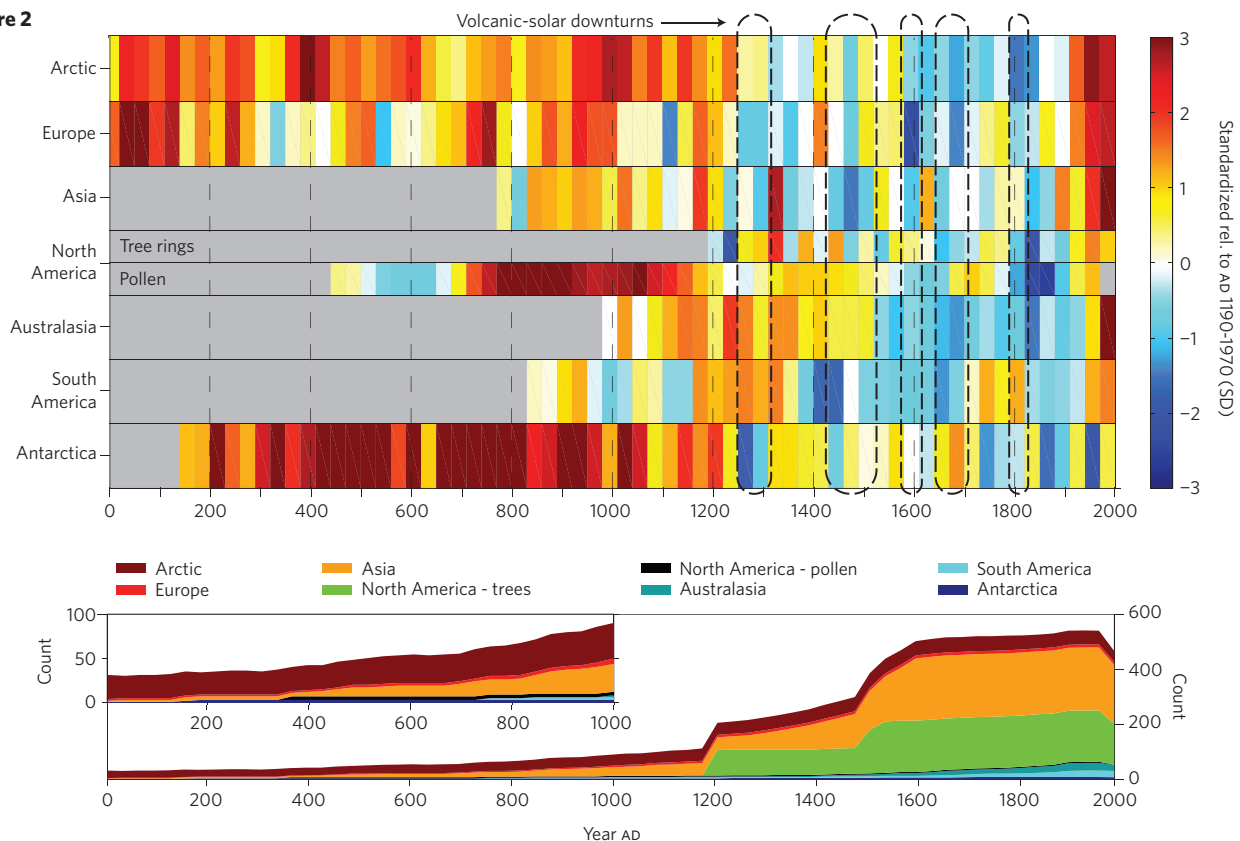 re 2
Volcanic-solar downturns
Arctic
Europe
Asia
North
America
Tree rings
Pollen
Australasia
South
America
Antarctica
0 200 400 600 800 1000 1200 1400 1600 1800 2000
3
2
1
0
−1
−2
−3
Standardized rel. to AD 1190-1970 (SD)
Arctic Asia North America - pollen South America
Europe North America - trees Australasia Antarctica
100
50
0
Count
200 400 600 800 1000
600
400
200
0
Count
0 200 400 600 800 1000 1200 1400 1600 1800 2000
Year AD